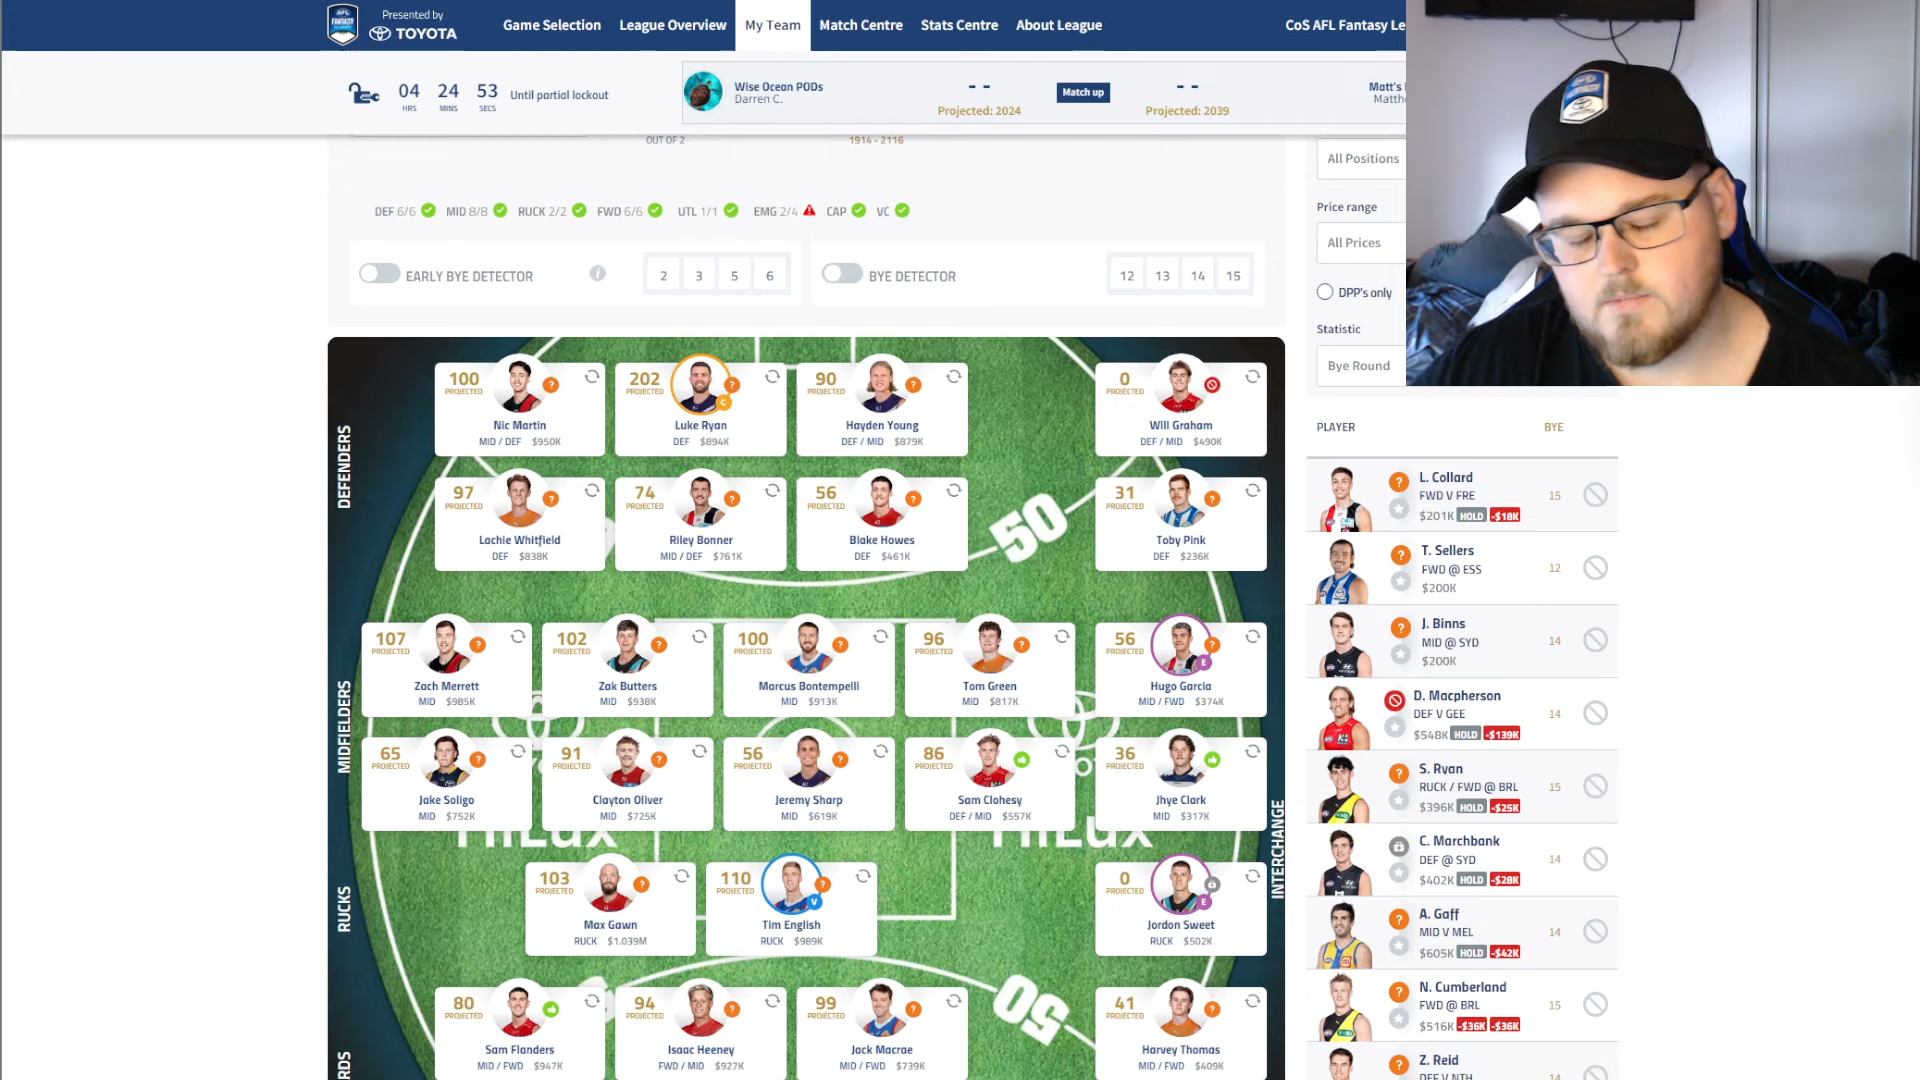 Presented by
TOYOTA
Game Selection League Overview My Team Match Centre Stats Centre About League CoS AFL Fantasy Le
04 24 53 Until partial lockout
HRS MINS SECS
Wise Ocean PODs
Darren C.
- - Match up - -
Projected: 2024 Projected: 2039
Matt's
Matth
OUT OF 2 1914 - 2116
DEF 6/6 MID 8/8 RUCK 2/2 FWD 6/6 UTL 1/1 EMG 2/4 CAP VC
EARLY BYE DETECTOR i 2 3 5 6
BYE DETECTOR 12 13 14 15
All Positions
Price range
All Prices
DPP's only
Statistic
Bye Round
DEFENDERS
100 PROJECTED
Nic Martin
MID / DEF $950K
202 PROJECTED
C
Luke Ryan
DEF $894K
90 PROJECTED
Hayden Young
DEF / MID $879K
0 PROJECTED
Will Graham
DEF / MID $490K
97 PROJECTED
Lachie Whitfield
DEF $838K
74 PROJECTED
Riley Bonner
MID / DEF $761K
56 PROJECTED
Blake Howes
DEF $461K
50
31 PROJECTED
Toby Pink
DEF $236K
MIDFIELDERS
107 PROJECTED
Zach Merrett
MID $985K
102 PROJECTED
Zak Butters
MID $938K
100 PROJECTED
Marcus Bontempelli
MID $913K
96 PROJECTED
Tom Green
MID $817K
56 PROJECTED
E
Hugo Garcia
MID / FWD $374K
65 PROJECTED
Jake Soligo
MID $752K
91 PROJECTED
Clayton Oliver
MID $725K
56 PROJECTED
Jeremy Sharp
MID $619K
86 PROJECTED
Sam Clohesy
DEF / MID $557K
36 PROJECTED
Jhye Clark
MID $317K
HiLux
HiLux
INTERCHANGE
RUCKS
103 PROJECTED
Max Gawn
RUCK $1.039M
110 PROJECTED
V
Tim English
RUCK $989K
0 PROJECTED
E
Jordon Sweet
RUCK $502K
50
RDS
80 PROJECTED
Sam Flanders
MID / FWD $947K
94 PROJECTED
Isaac Heeney
FWD / MID $927K
99 PROJECTED
Jack Macrae
MID / FWD $739K
41 PROJECTED
Harvey Thomas
MID / FWD $409K
PLAYER BYE
L. Collard
FWD V FRE 15
$201K HOLD -$18K
T. Sellers
FWD @ ESS 12
$200K
J. Binns
MID @ SYD 14
$200K
D. Macpherson
DEF V GEE 14
$548K HOLD -$139K
S. Ryan
RUCK / FWD @ BRL 15
$396K HOLD -$25K
C. Marchbank
DEF @ SYD 14
$402K HOLD -$28K
A. Gaff
MID V MEL 14
$605K HOLD -$42K
N. Cumberland
FWD @ BRL 15
$516K -$36K -$36K
Z. Reid
DEF V NTH 14